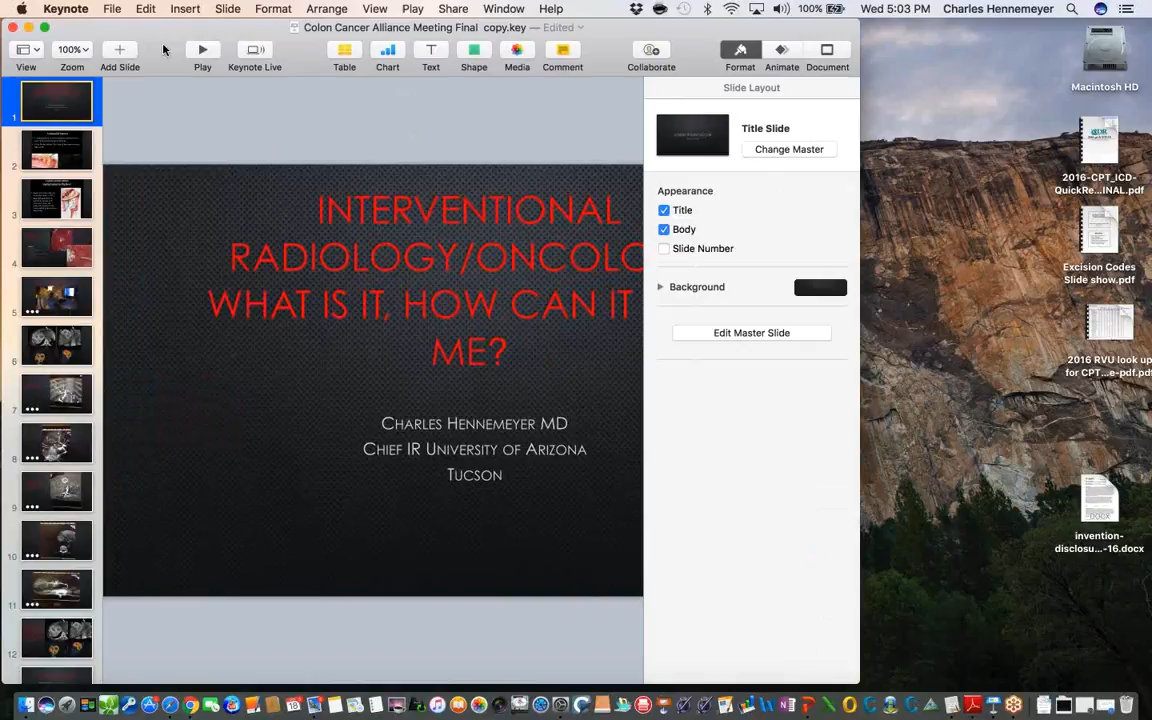 Keynote File Edit Insert Slide Format Arrange View Play Share Window Help 100% Wed 5:03 PM Charles Hennemeyer
Colon Cancer Alliance Meeting Final copy.key — Edited
100%
View Zoom Add Slide Play Keynote Live Table Chart Text Shape Media Comment Collaborate Format Animate Document
Slide Layout
Title Slide
Change Master
Appearance
Title
Body
Slide Number
Background
Edit Master Slide
1
2
3
4
5
6
7
8
9
10
11
12
INTERVENTIONAL
RADIOLOGY/ONCOLO
WHAT IS IT, HOW CAN IT
ME?
CHARLES HENNEMEYER MD
CHIEF IR UNIVERSITY OF ARIZONA
TUCSON
Macintosh HD
2016-CPT_ICD-
QuickRe...INAL.pdf
Excision Codes
Slide show.pdf
2016 RVU look up
for CPT...e-pdf.pdf
DOCX
invention-
disclosu...-16.docx